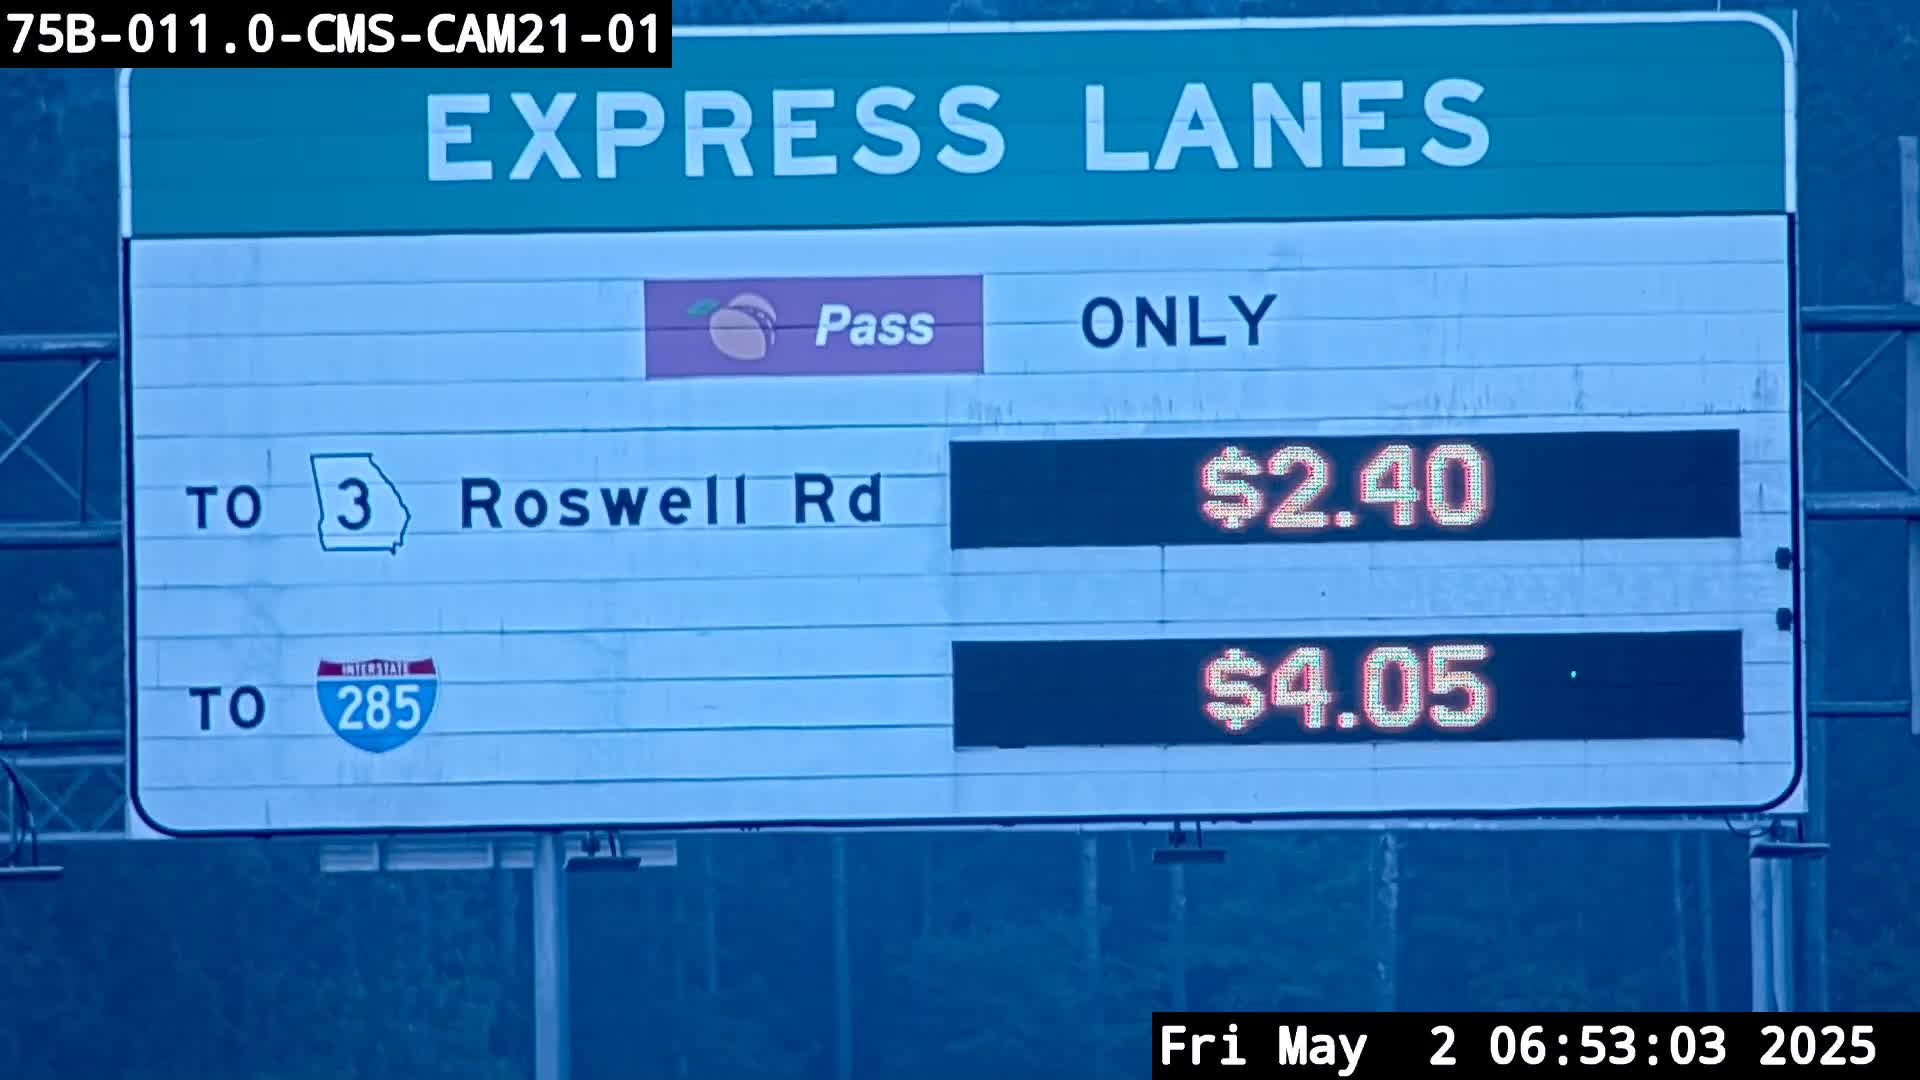 75B-011.0-CMS-CAM21-01
EXPRESS LANES
Pass ONLY
TO 3 Roswell Rd $2.40
INTERSTATE
TO 285 $4.05
Fri May 2 06:53:03 2025